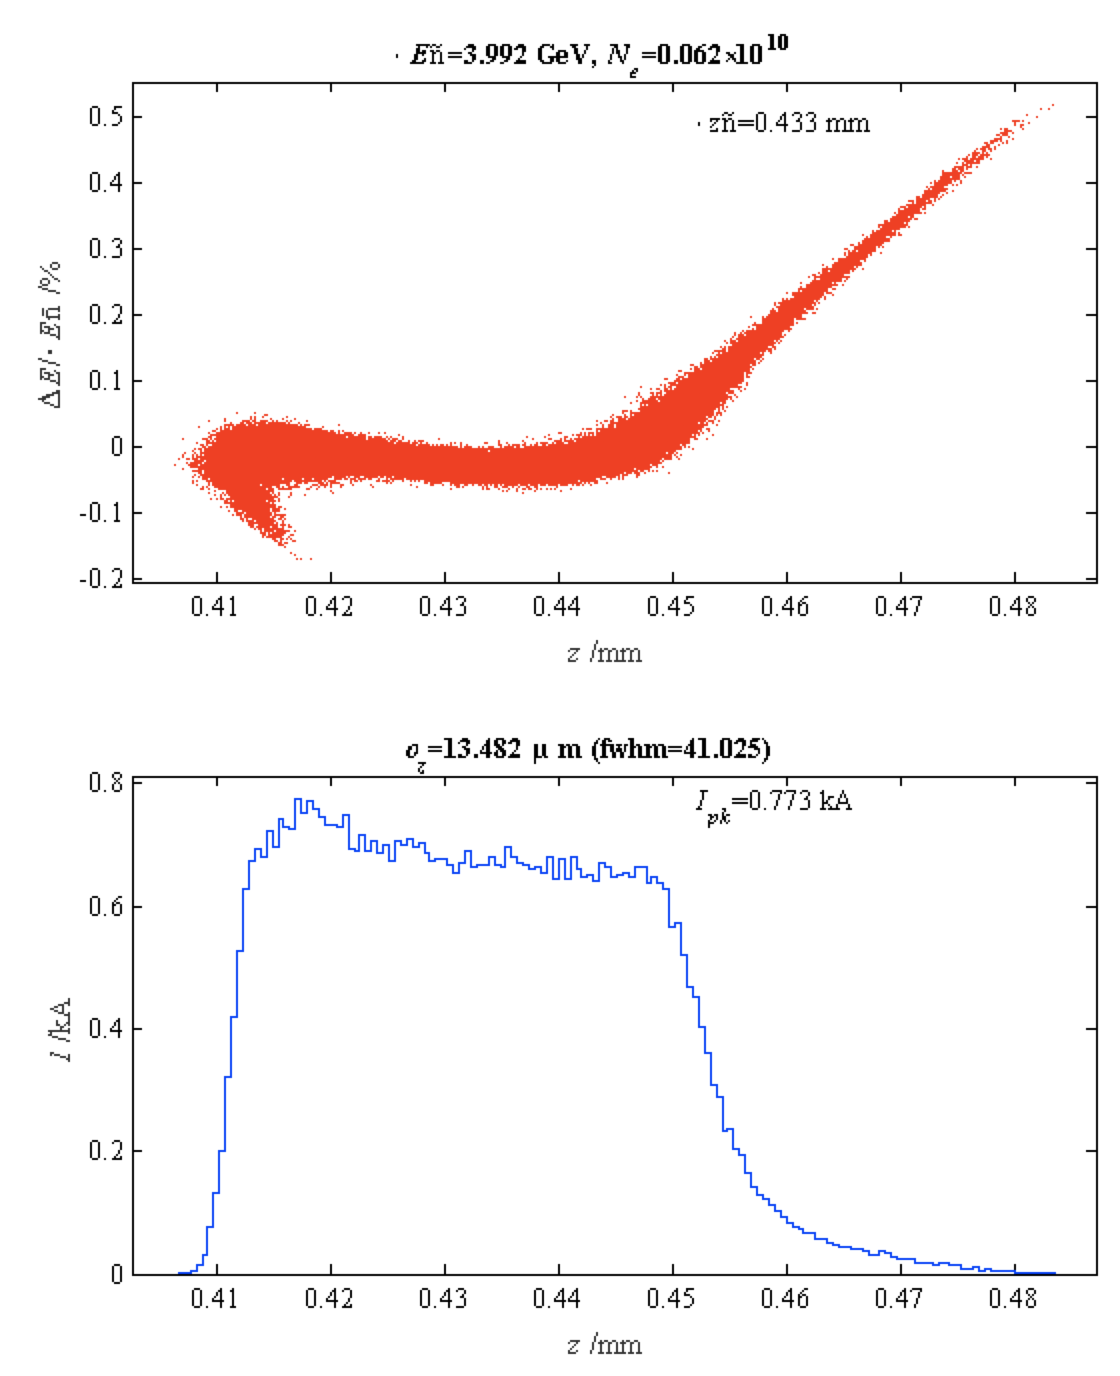 · Eñ=3.992 GeV, Ne=0.062×10^10
· zñ=0.433 mm
0.5
0.4
0.3
0.2
0.1
0
-0.1
-0.2
ΔE/· Eñ /%
0.41 0.42 0.43 0.44 0.45 0.46 0.47 0.48
z /mm
σz=13.482 μ m (fwhm=41.025)
Ipk=0.773 kA
0.8
0.6
0.4
0.2
0
I /kA
0.41 0.42 0.43 0.44 0.45 0.46 0.47 0.48
z /mm